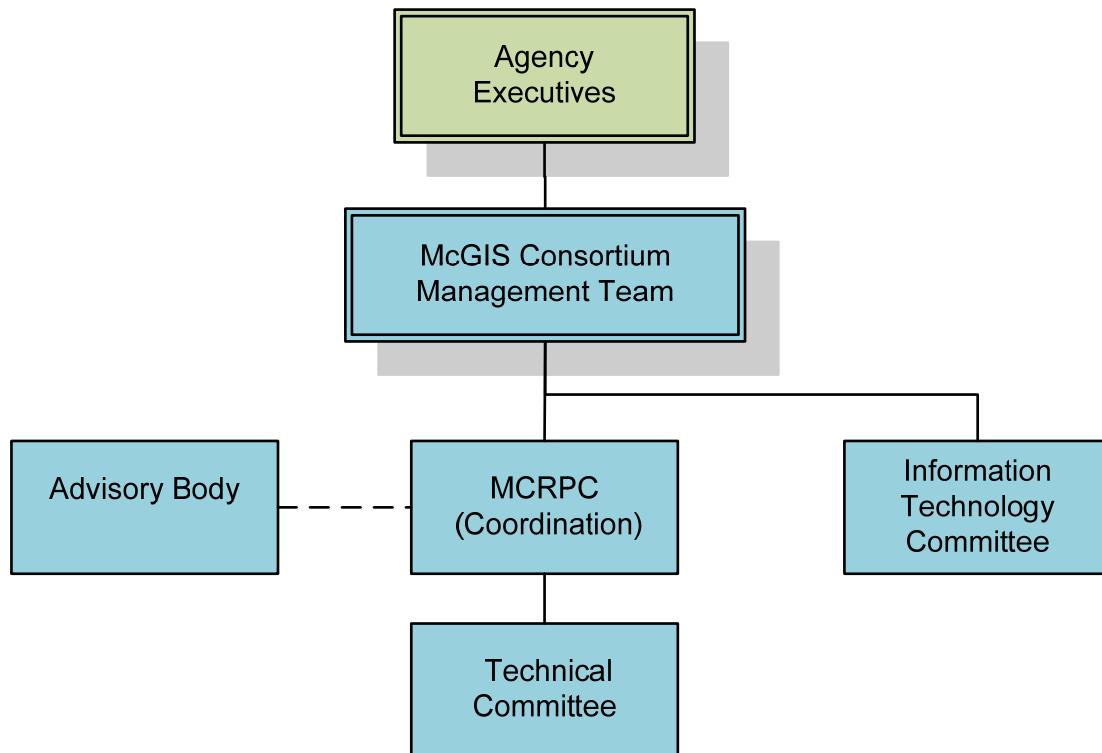 Agency
Executives
McGIS Consortium
Management Team
Advisory Body
MCRPC
(Coordination)
Information
Technology
Committee
Technical
Committee